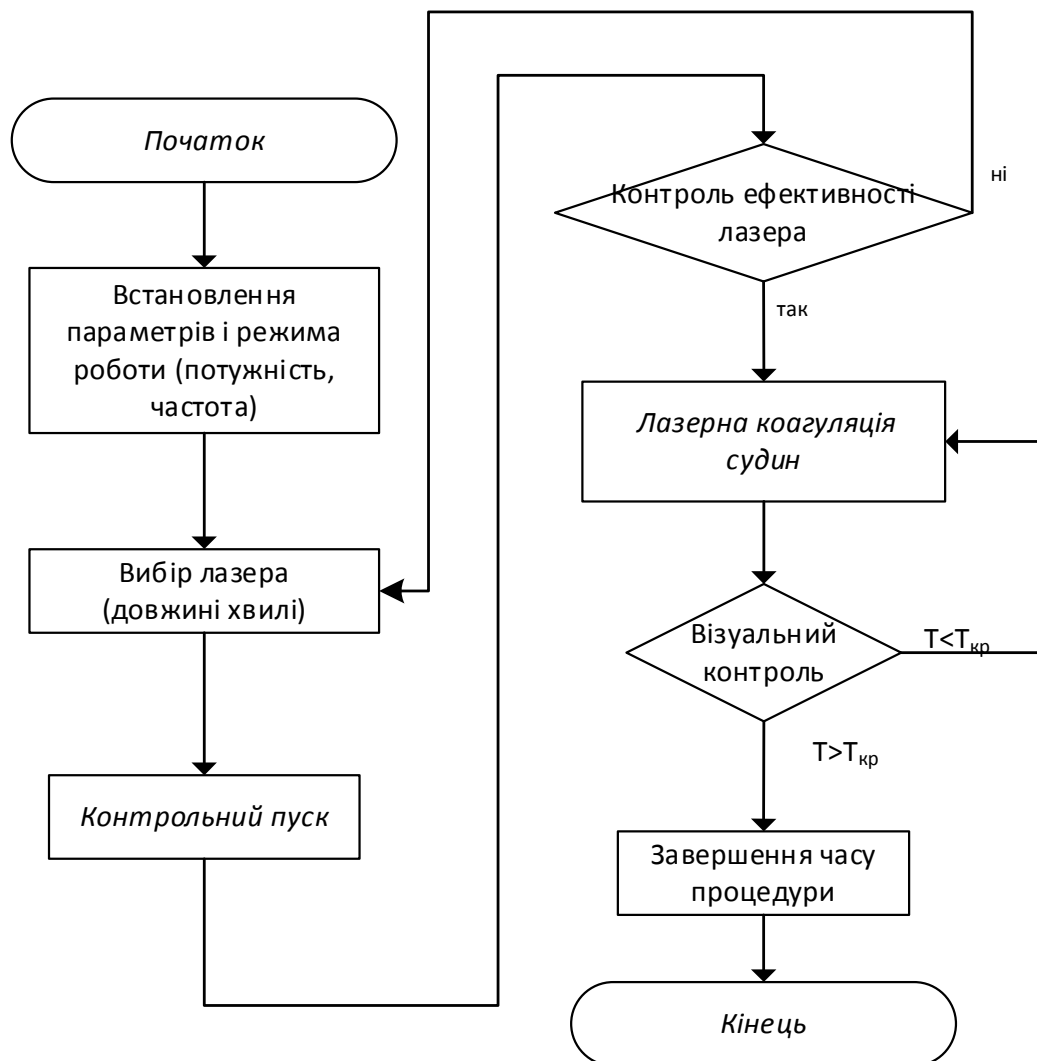 Початок
Встановлення
параметрів і режима
роботи (потужність,
частота)
Вибір лазера
(довжині хвилі)
Контрольний пуск
Контроль ефективності
лазера
ні
так
Лазерна коагуляція
судин
Візуальний
контроль
T<Tкр
T>Tкр
Завершення часу
процедури
Кінець